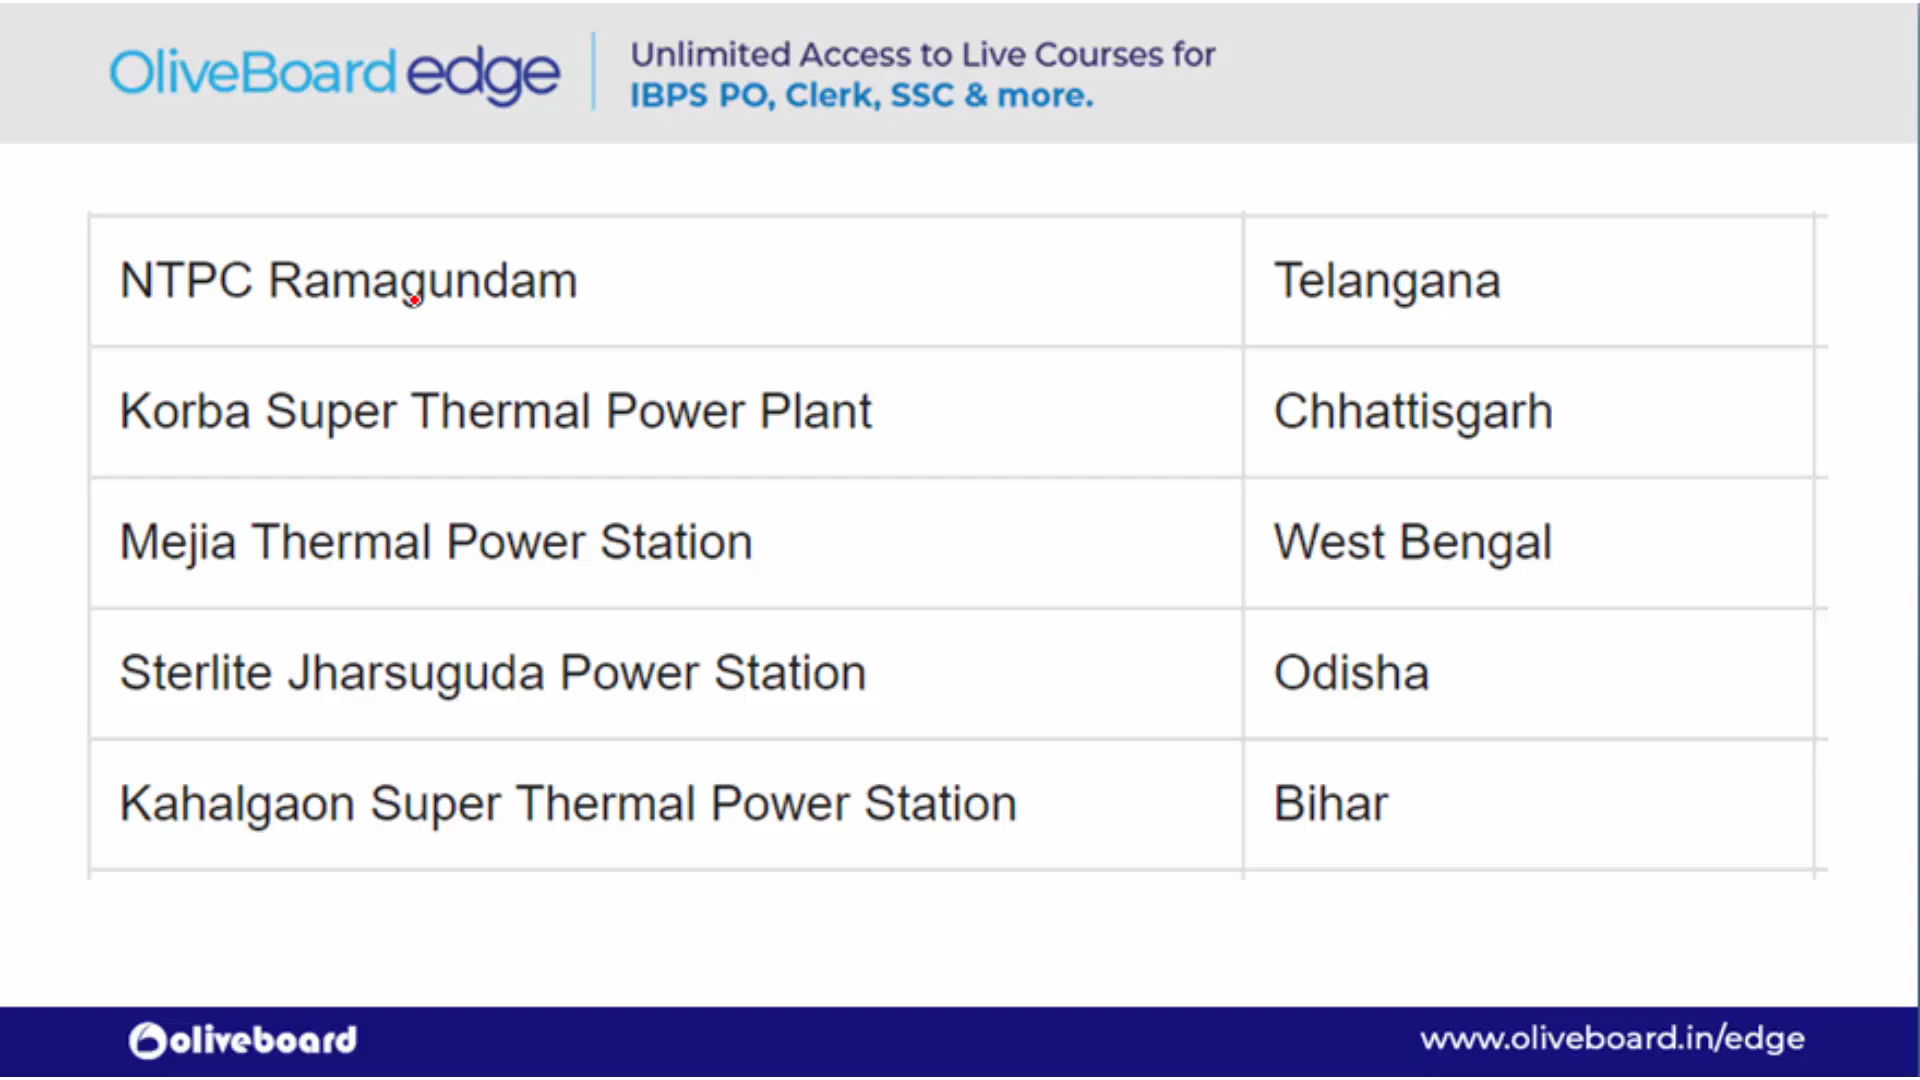 OliveBoard edge
Unlimited Access to Live Courses for
IBPS PO, Clerk, SSC & more.
NTPC Ramagundam Telangana
Korba Super Thermal Power Plant Chhattisgarh
Mejia Thermal Power Station West Bengal
Sterlite Jharsuguda Power Station Odisha
Kahalgaon Super Thermal Power Station Bihar
oliveboard www.oliveboard.in/edge